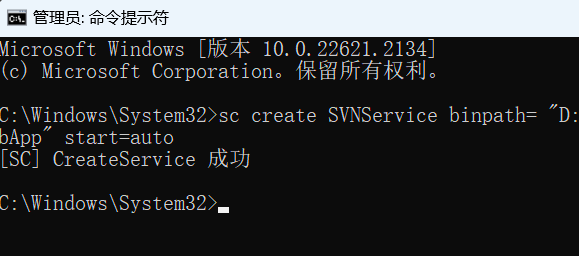 管理员: 命令提示符
Microsoft Windows [版本 10.0.22621.2134]
(c) Microsoft Corporation。保留所有权利。
C:\Windows\System32>sc create SVNService binpath= "D:
bApp" start=auto
[SC] CreateService 成功
C:\Windows\System32>